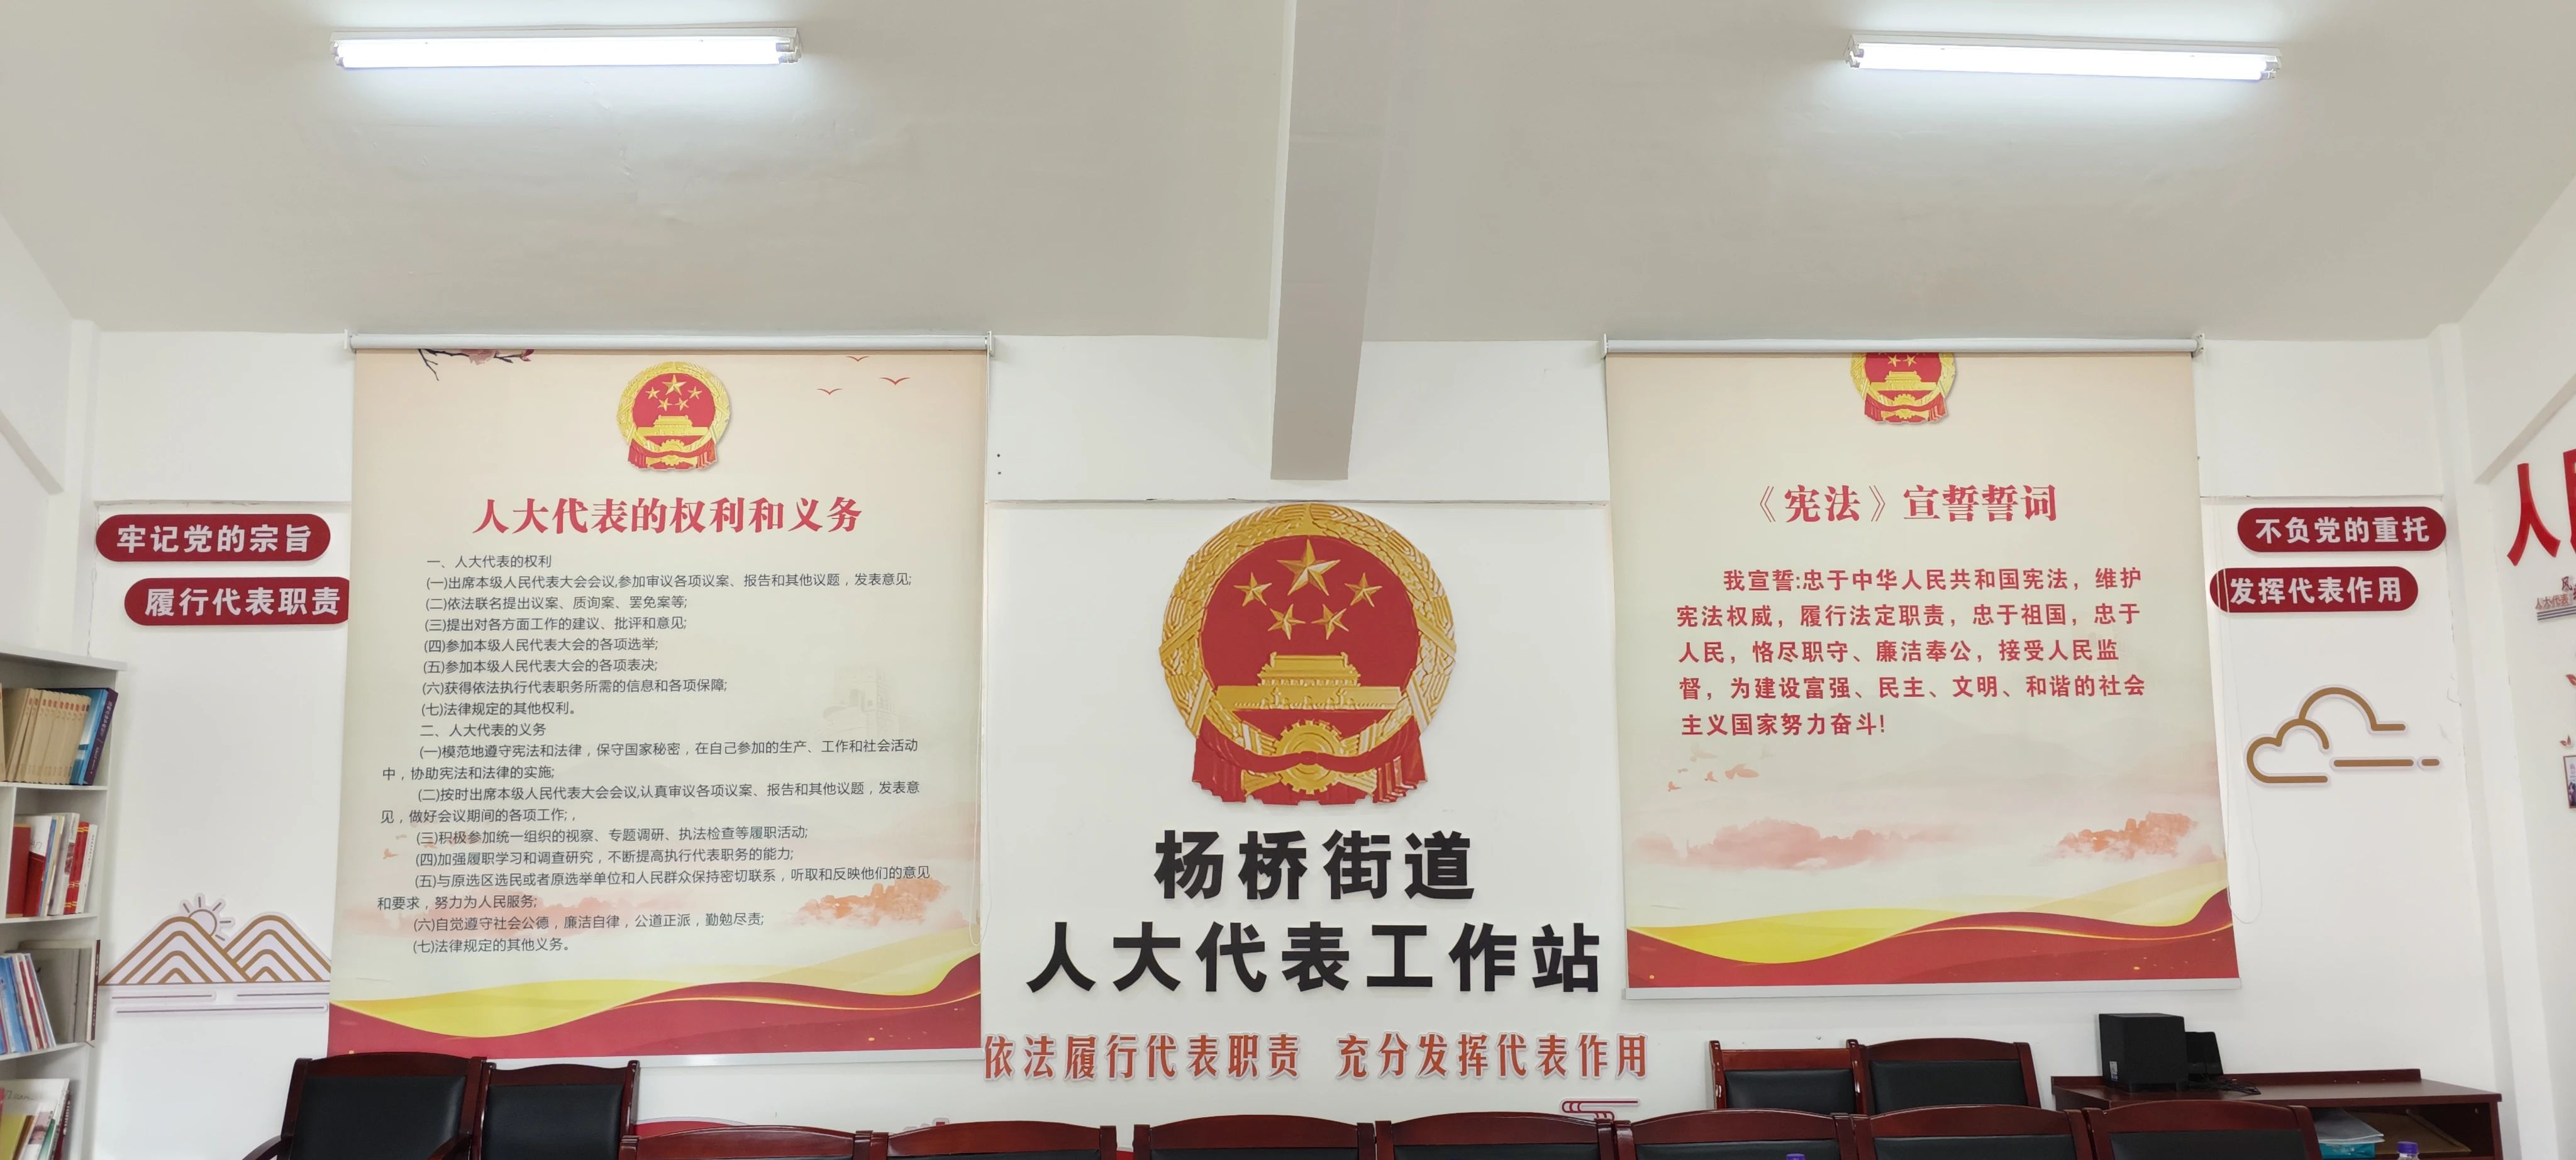 牢记党的宗旨
履行代表职责
人大代表的权利和义务
一、人大代表的权利
(一)出席本级人民代表大会会议,参加审议各项议案、报告和其他议题，发表意见;
(二)依法联名提出议案、质询案、罢免案等;
(三)提出对各方面工作的建议、批评和意见;
(四)参加本级人民代表大会的各项选举;
(五)参加本级人民代表大会的各项表决;
(六)获得依法执行代表职务所需的信息和各项保障;
(七)法律规定的其他权利。
二、人大代表的义务
(一)模范地遵守宪法和法律，保守国家秘密，在自己参加的生产、工作和社会活动
中，协助宪法和法律的实施;
(二)按时出席本级人民代表大会会议,认真审议各项议案、报告和其他议题，发表意
见，做好会议期间的各项工作;，
(三)积极参加统一组织的视察、专题调研、执法检查等履职活动;
(四)加强履职学习和调查研究，不断提高执行代表职务的能力;
(五)与原选区选民或者原选举单位和人民群众保持密切联系，听取和反映他们的意见
和要求，努力为人民服务;
(六)自觉遵守社会公德，廉洁自律，公道正派，勤勉尽责;
(七)法律规定的其他义务。
杨桥街道
人大代表工作站
依法履行代表职责 充分发挥代表作用
《宪法》宣誓誓词
我宣誓:忠于中华人民共和国宪法，维护
宪法权威，履行法定职责，忠于祖国，忠于
人民，恪尽职守、廉洁奉公，接受人民监
督，为建设富强、民主、文明、和谐的社会
主义国家努力奋斗!
不负党的重托
发挥代表作用
人